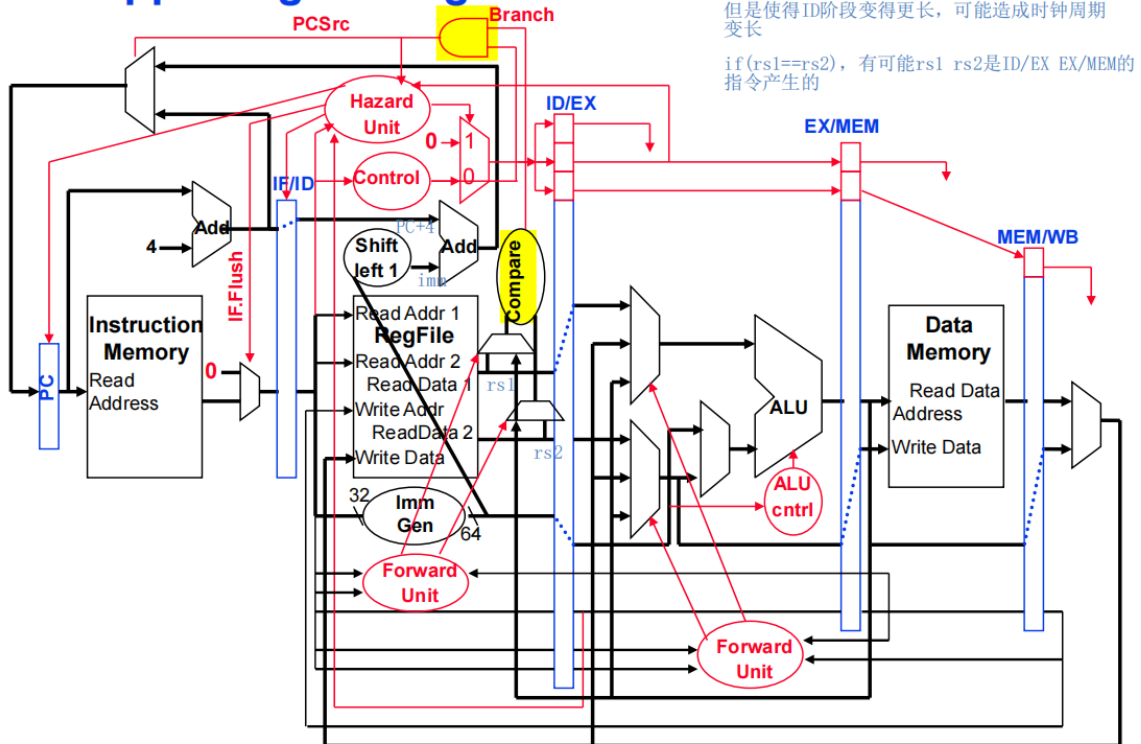 PCSrc
Branch
但是使得ID阶段变得更长，可能造成时钟周期
变长
if(rs1==rs2)，有可能rs1 rs2是ID/EX EX/MEM的
指令产生的
Hazard
Unit
ID/EX
EX/MEM
0
1
0
Control
IF/ID
Add
4
PC+4
Shift
left 1
Add
imm
Compare
MEM/WB
IF.Flush
Instruction
Memory
Read
Address
PC
0
Read Addr 1
RegFile
Read Addr 2
Read Data 1
Write Addr
ReadData 2
Write Data
rs1
rs2
ALU
Data
Memory
Read Data
Address
Write Data
ALU
cntrl
32
Imm
Gen
64
Forward
Unit
Forward
Unit